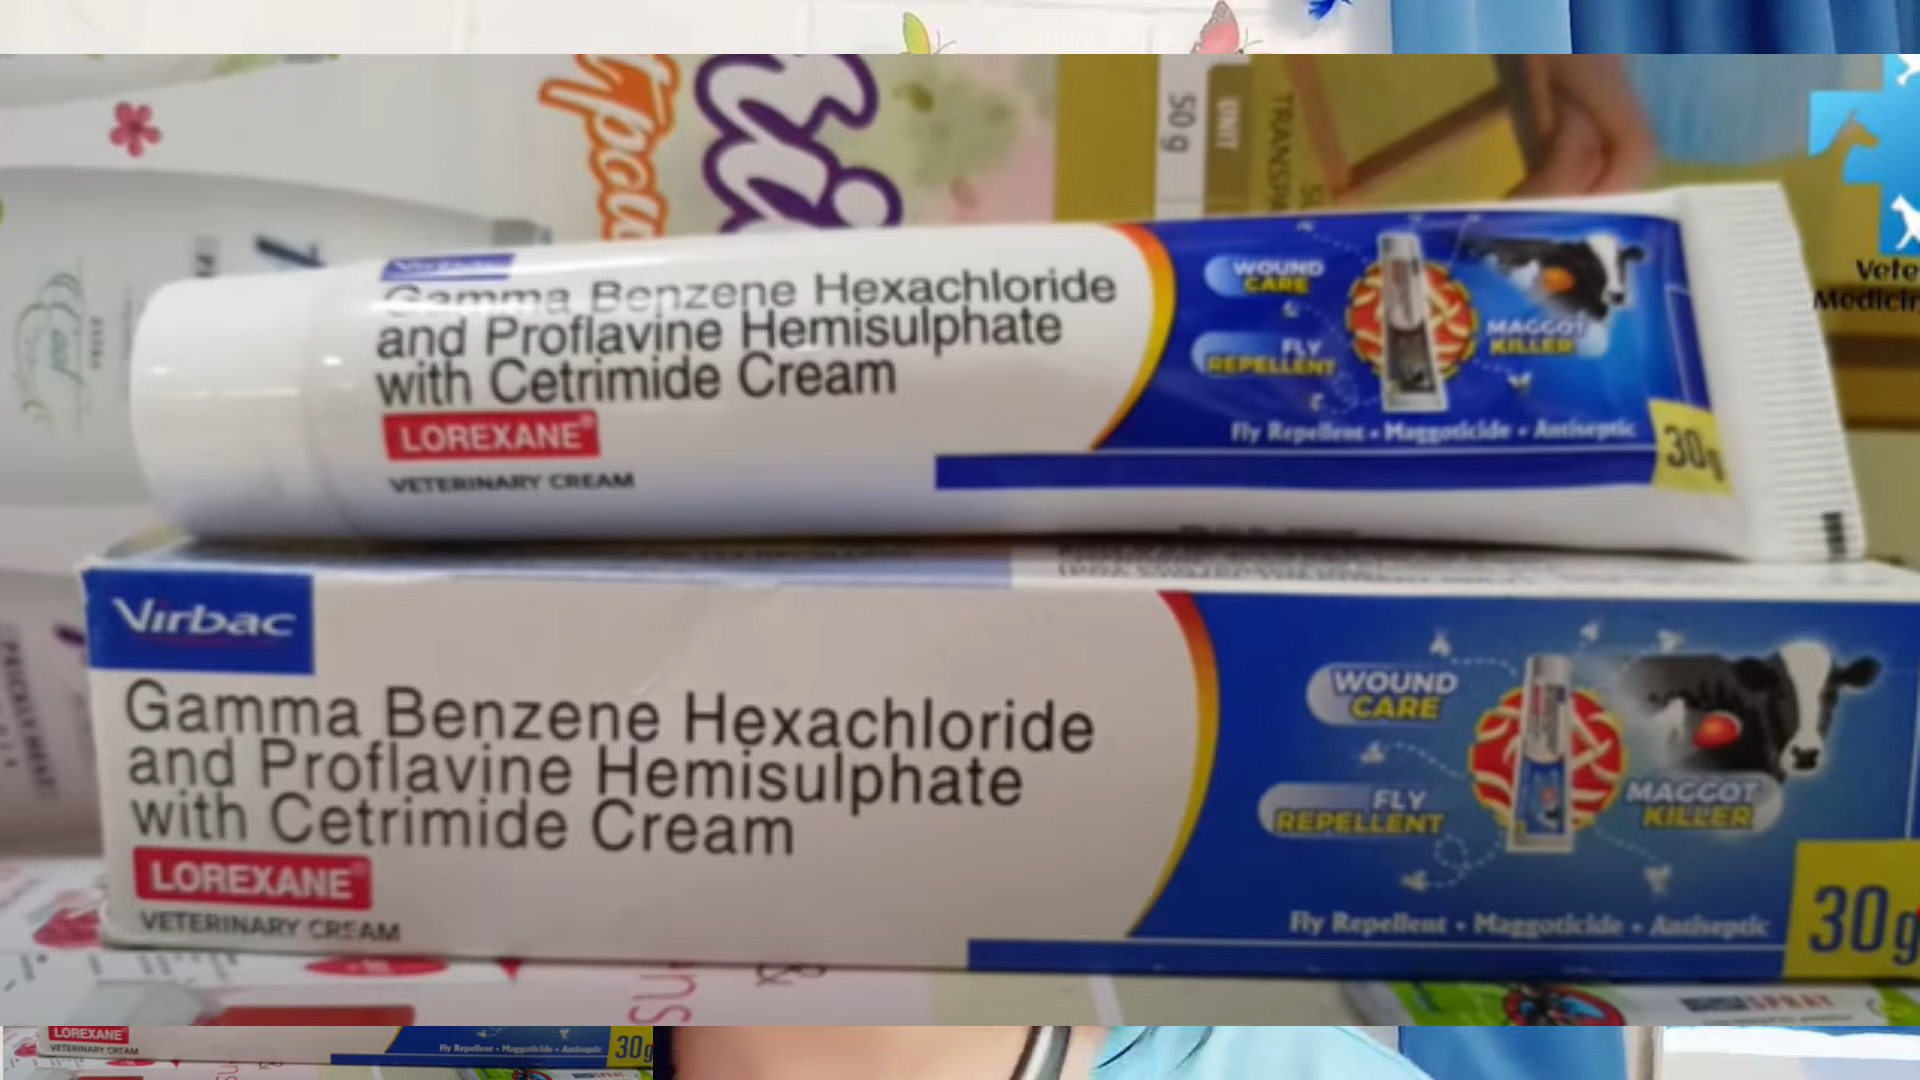 50 g
UNIT
Virbac
Gamma Benzene Hexachloride
and Proflavine Hemisulphate
with Cetrimide Cream
LOREXANE®
VETERINARY CREAM
WOUND
CARE
FLY
REPELLENT
MAGGOT
KILLER
Fly Repellent • Maggoticide • Antiseptic
30g
Virbac
Gamma Benzene Hexachloride
and Proflavine Hemisulphate
with Cetrimide Cream
LOREXANE®
VETERINARY CREAM
WOUND
CARE
FLY
REPELLENT
MAGGOT
KILLER
Fly Repellent • Maggoticide • Antiseptic
30g
SPRAY
LOREXANE
VETERINARY CREAM
Fly Repellent • Maggoticide • Antiseptic
30g